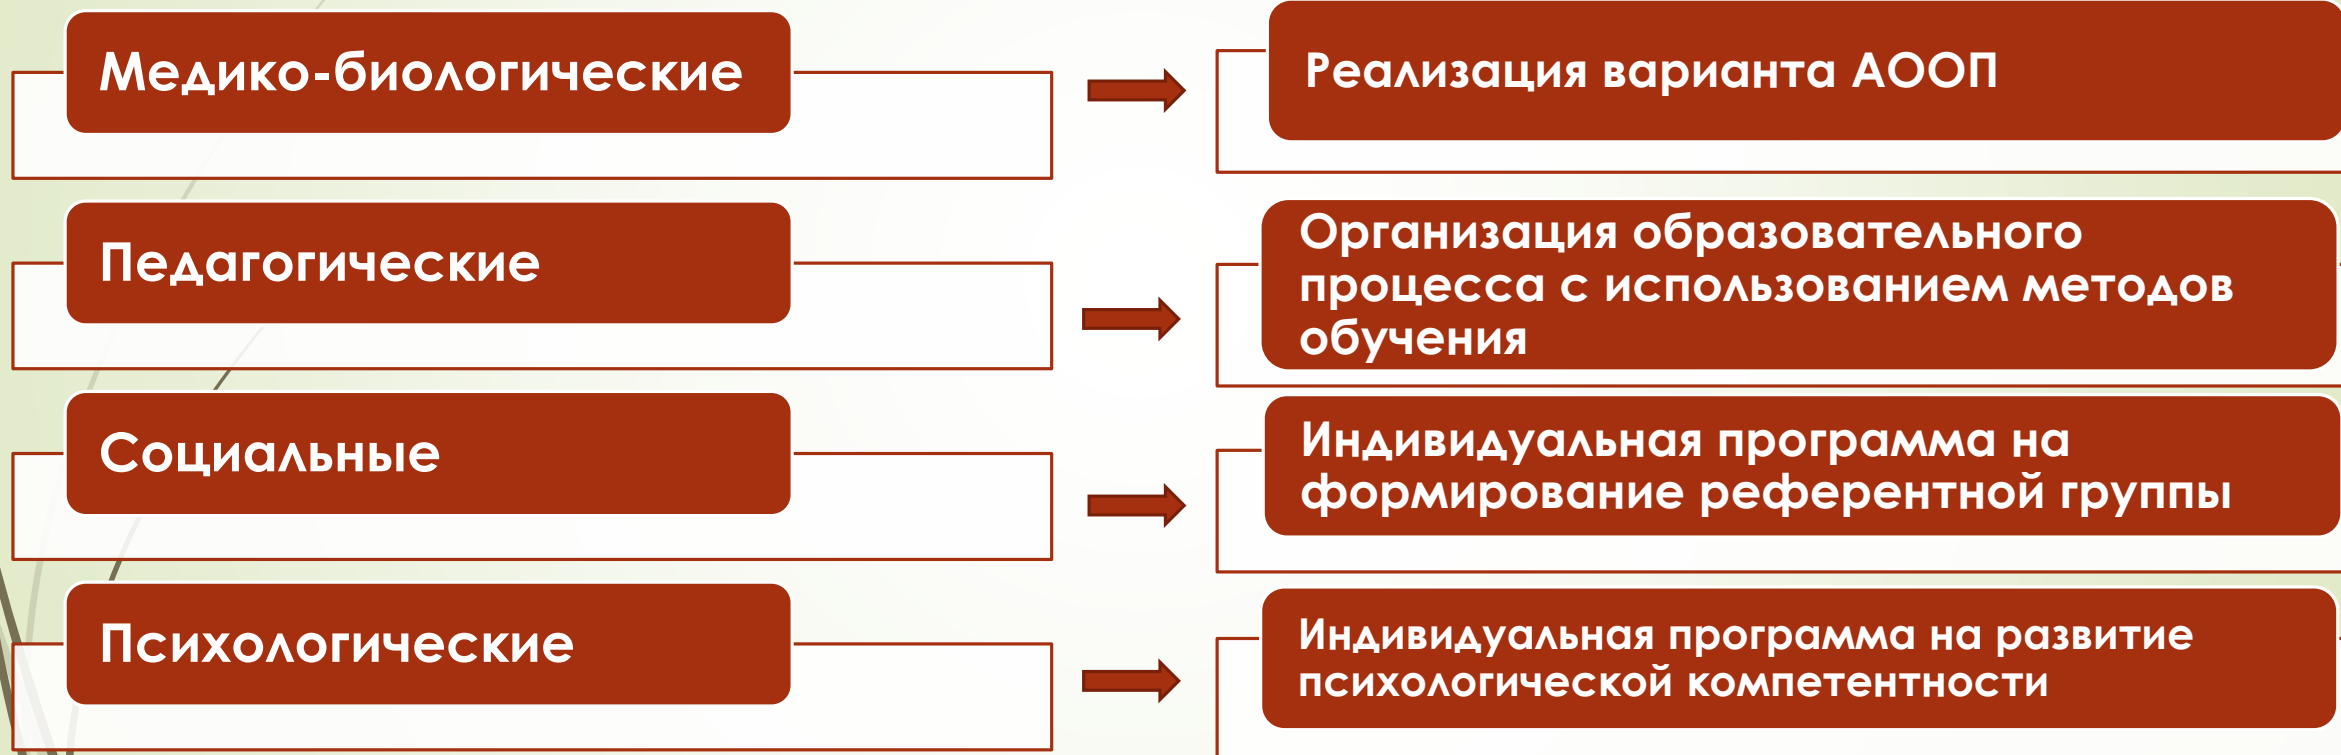 Медико-биологические
Реализация варианта АООП
Педагогические
Организация образовательного
процесса с использованием методов
обучения
Социальные
Индивидуальная программа на
формирование референтной группы
Психологические
Индивидуальная программа на развитие
психологической компетентности